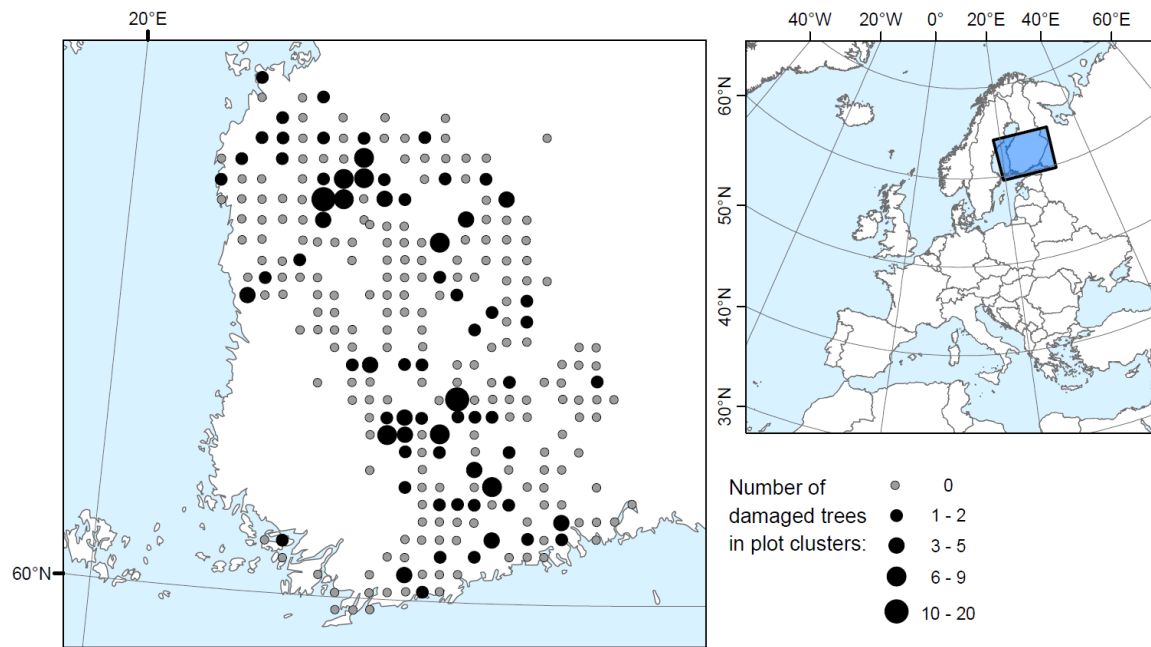 20°E
60°N
40°W 20°W 0° 20°E 40°E 60°E
60°N
50°N
40°N
30°N
Number of
damaged trees
in plot clusters:
0
1 - 2
3 - 5
6 - 9
10 - 20